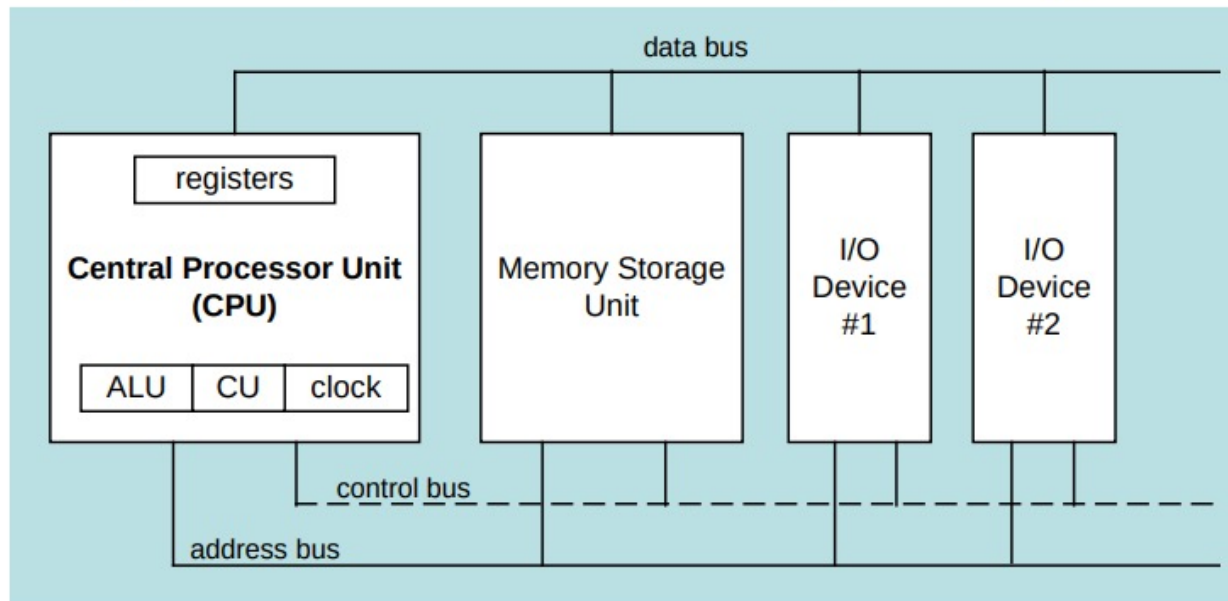 data bus
registers
Central Processor Unit
(CPU)
ALU CU clock
Memory Storage
Unit
I/O
Device
#1
I/O
Device
#2
control bus
address bus